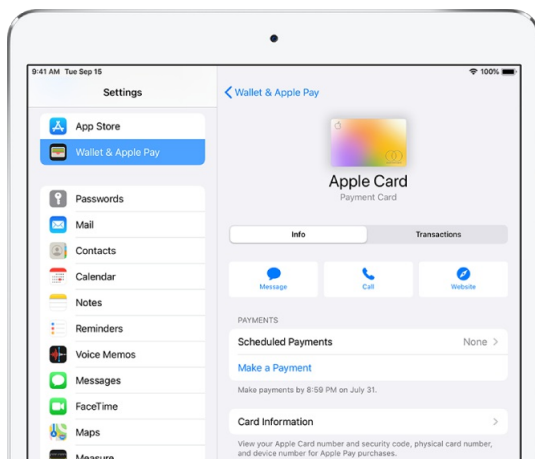 9:41 AM Tue Sep 15
100%
Settings
Wallet & Apple Pay
App Store
Wallet & Apple Pay
Passwords
Mail
Contacts
Calendar
Notes
Reminders
Voice Memos
Messages
FaceTime
Maps
Measure
Apple Card
Payment Card
Info
Transactions
Message
Call
Website
PAYMENTS
Scheduled Payments
None
Make a Payment
Make payments by 8:59 PM on July 31.
Card Information
View your Apple Card number and security code, physical card number,
and device number for Apple Pay purchases.